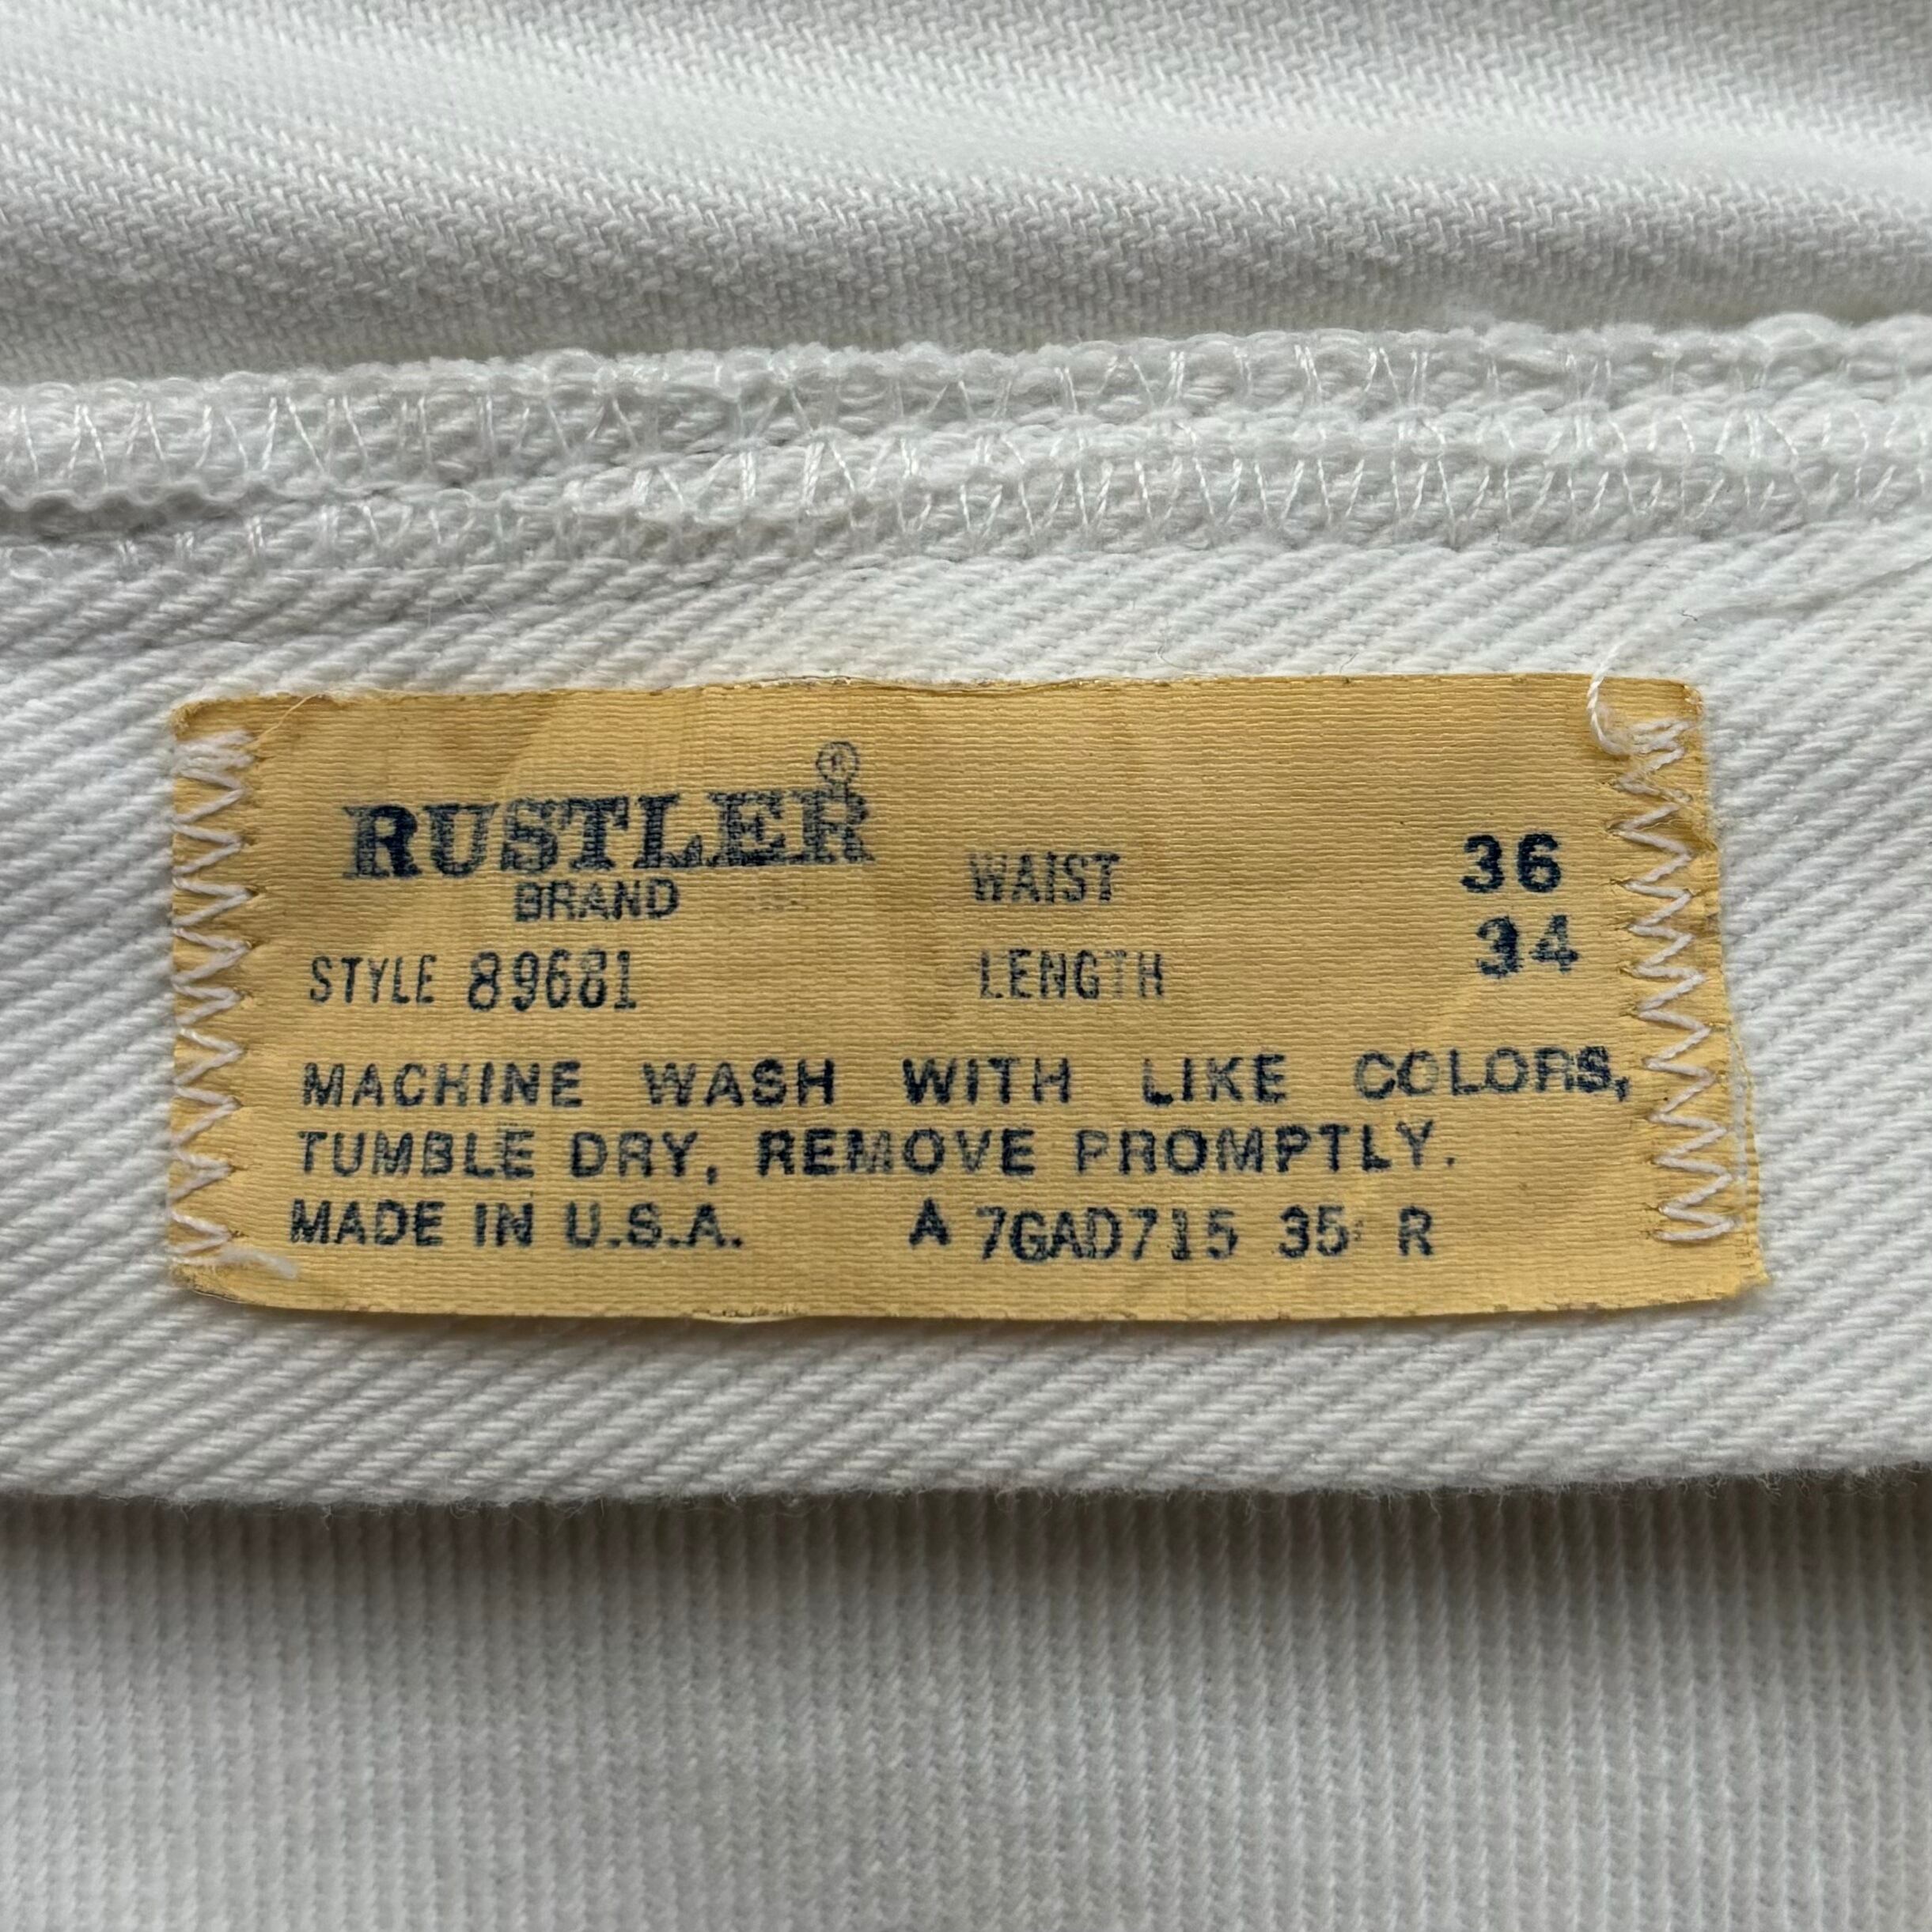 RUSTLER®
BRAND
WAIST 36
STYLE 89681
LENGTH 34
MACHINE WASH WITH LIKE COLORS,
TUMBLE DRY, REMOVE PROMPTLY.
MADE IN U.S.A. A 7GAD715 35 R